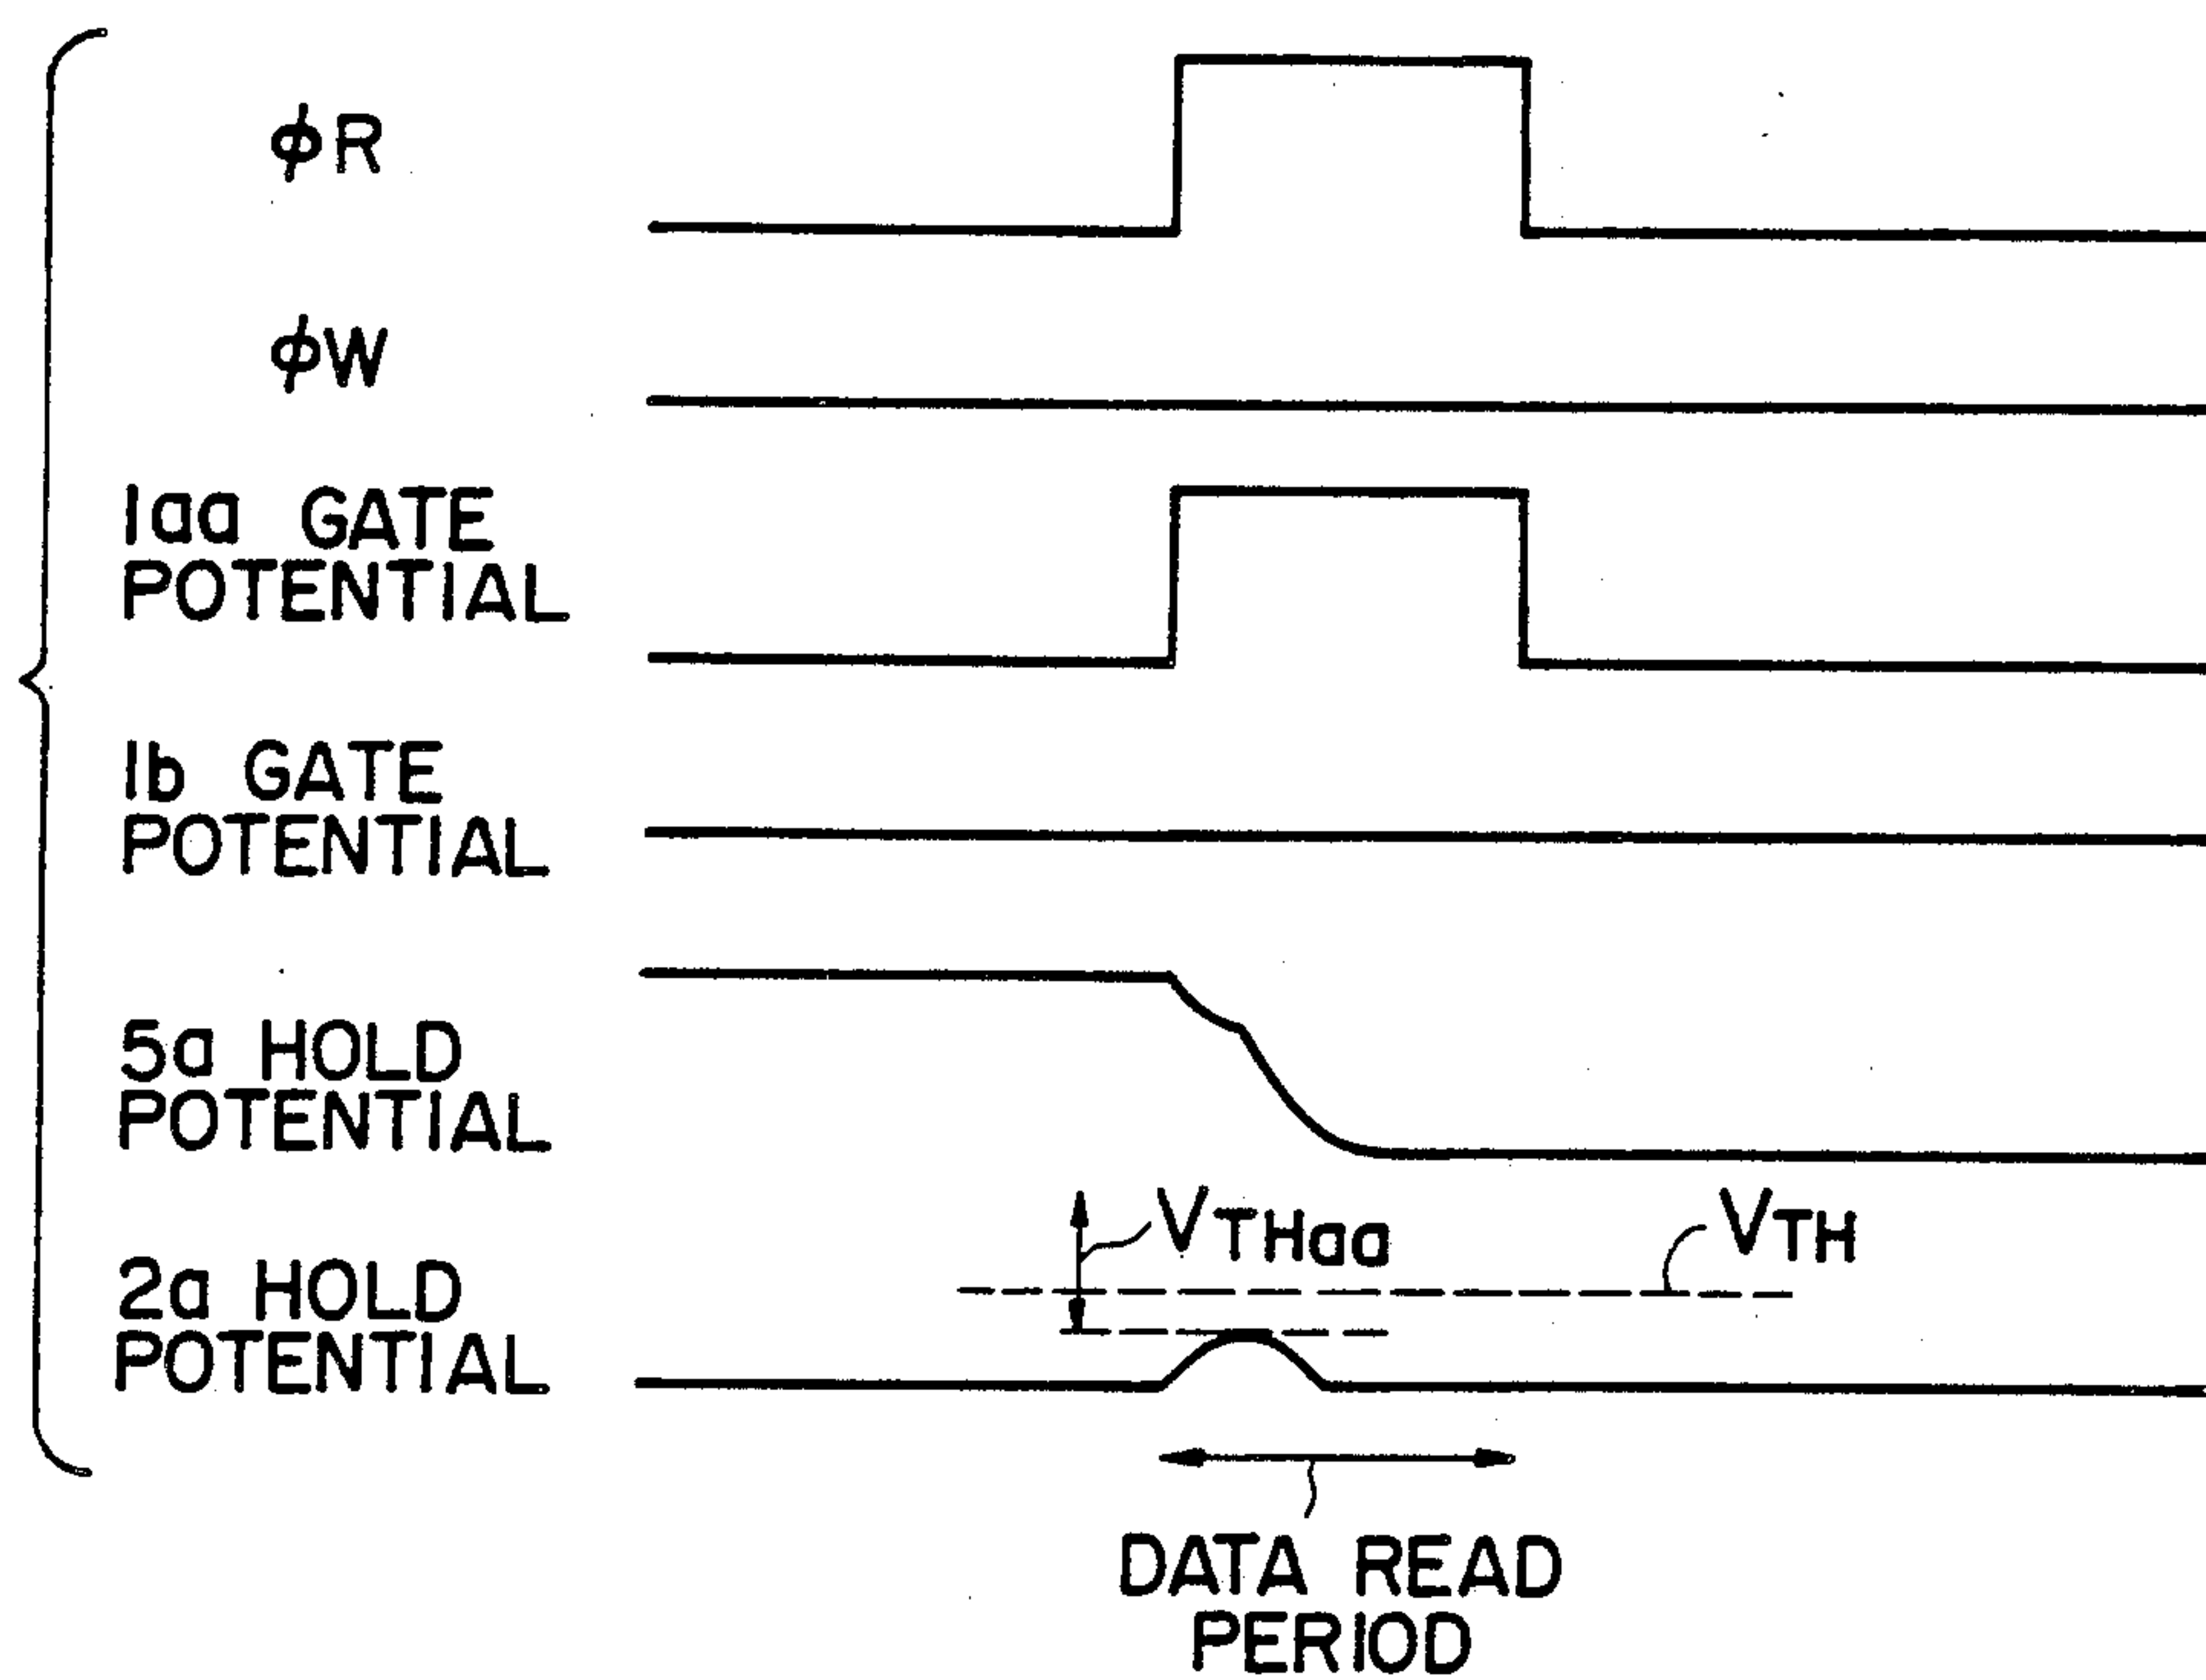 ϕR
ϕW
1aa GATE
POTENTIAL
1b GATE
POTENTIAL
5a HOLD
POTENTIAL
VTHaa
VTH
2a HOLD
POTENTIAL
DATA READ
PERIOD